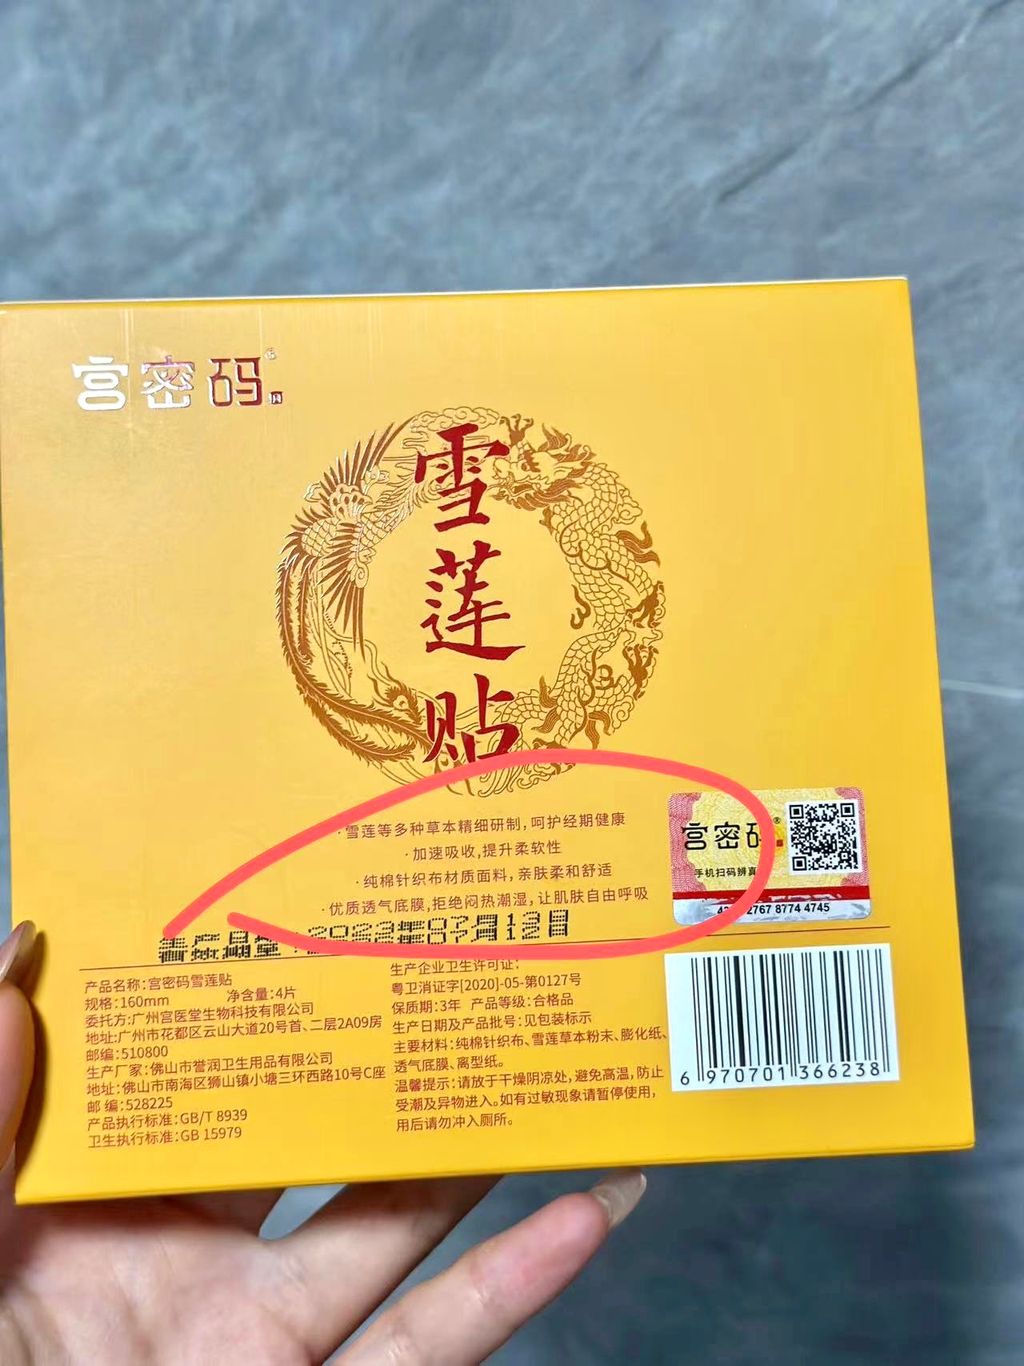 宫密码
雪莲贴
·雪莲等多种草本精细研制,呵护经期健康
·加速吸收,提升柔软性
·纯棉针织布材质面料,亲肤柔和舒适
·优质透气底膜,拒绝闷热潮湿,让肌肤自由呼吸
宫密码®
手机扫码辨真
2767 8774 4745
产品名称:宫密码雪莲贴
规格:160mm 净含量:4片
委托方:广州宫医堂生物科技有限公司
地址:广州市花都区云山大道20号首、二层2A09房
邮编:510800
生产厂家:佛山市誉润卫生用品有限公司
地址:佛山市南海区狮山镇小塘三环西路10号C座
邮编:528225
产品执行标准:GB/T 8939
卫生执行标准:GB 15979
生产企业卫生许可证:
粤卫消证字[2020]-05-第0127号
保质期:3年 产品等级:合格品
生产日期及产品批号:见包装标示
主要材料:纯棉针织布、雪莲草本粉末、膨化纸、
透气底膜、离型纸。
温馨提示:请放于干燥阴凉处,避免高温,防止
受潮及异物进入。如有过敏现象请暂停使用,
用后请勿冲入厕所。
6 970701 366238